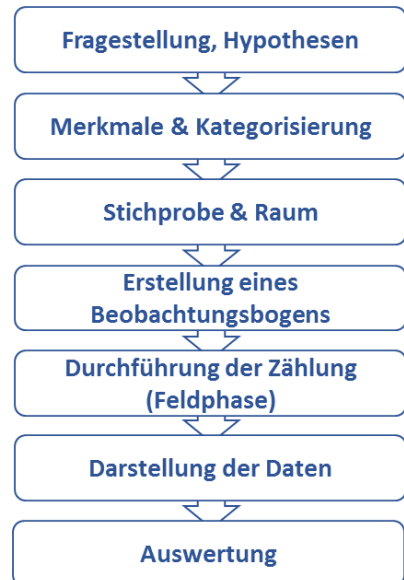 Fragestellung, Hypothesen
Merkmale & Kategorisierung
Stichprobe & Raum
Erstellung eines
Beobachtungsbogens
Durchführung der Zählung
(Feldphase)
Darstellung der Daten
Auswertung